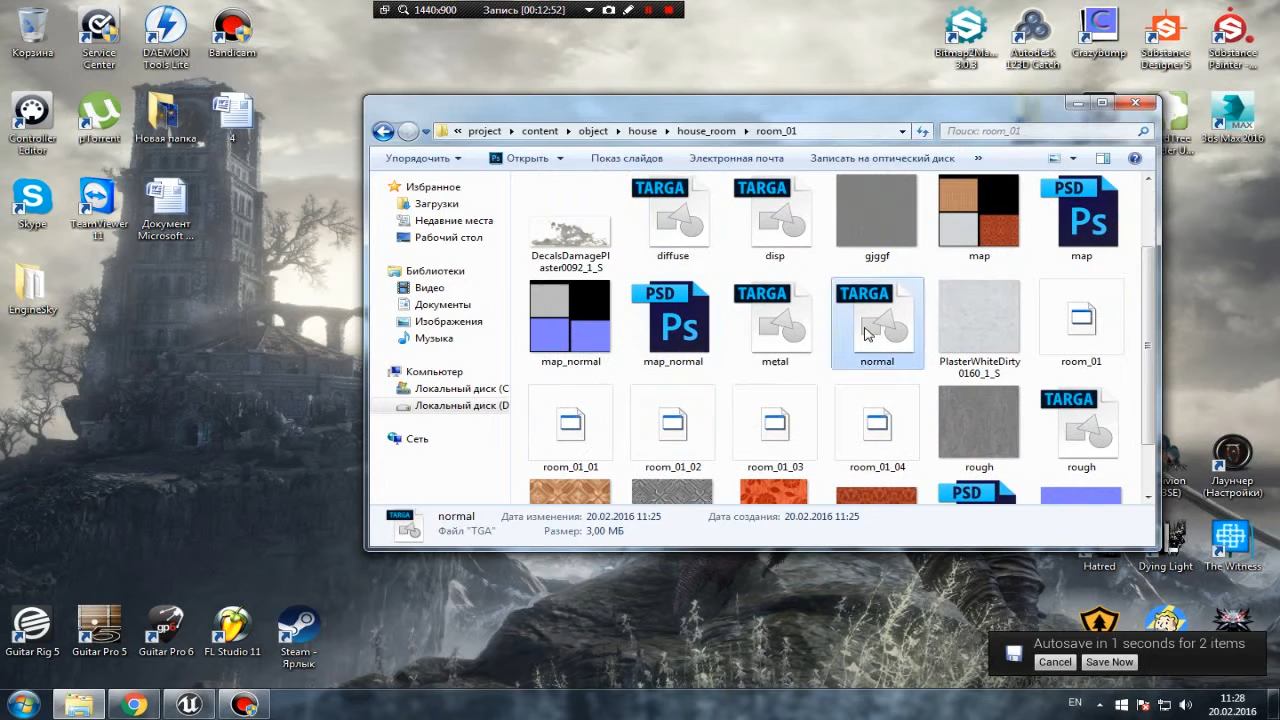 1440x900 Запись [00:12:52]
Корзина
Service Center
DAEMON Tools Lite
Bandicam
Bitmap2Ma... 3.0.3
Autodesk 123D Catch
Crazybump
Substance Designer 5
Substance Painter -...
Controller Editor
µTorrent
Новая папка
4
3ds Max 2016
Skype
TeamViewer 11
Документ Microsoft ...
EngineSky
« project content object house house_room room_01
Поиск: room_01
Упорядочить
Ps Открыть
Показ слайдов
Электронная почта
Записать на оптический диск
»
Избранное
Загрузки
Недавние места
Рабочий стол
Библиотеки
Видео
Документы
Изображения
Музыка
Компьютер
Локальный диск (C
Локальный диск (D
Сеть
TARGA
TARGA
PSD
Ps
DecalsDamagePl
aster0092_1_S
diffuse
disp
gjggf
map
map
PSD
Ps
TARGA
TARGA
map_normal
map_normal
metal
normal
PlasterWhiteDirty
0160_1_S
room_01
TARGA
room_01_01
room_01_02
room_01_03
room_01_04
rough
rough
PSD
TARGA
normal Дата изменения: 20.02.2016 11:25 Дата создания: 20.02.2016 11:25
Файл "TGA" Размер: 3,00 МБ
Лаунчер (Настройки)
Hatred
Dying Light
The Witness
Guitar Rig 5
Guitar Pro 5
gp6
Guitar Pro 6
FL Studio 11
Steam - Ярлык
Autosave in 1 seconds for 2 items
Cancel
Save Now
EN
11:28
20.02.2016